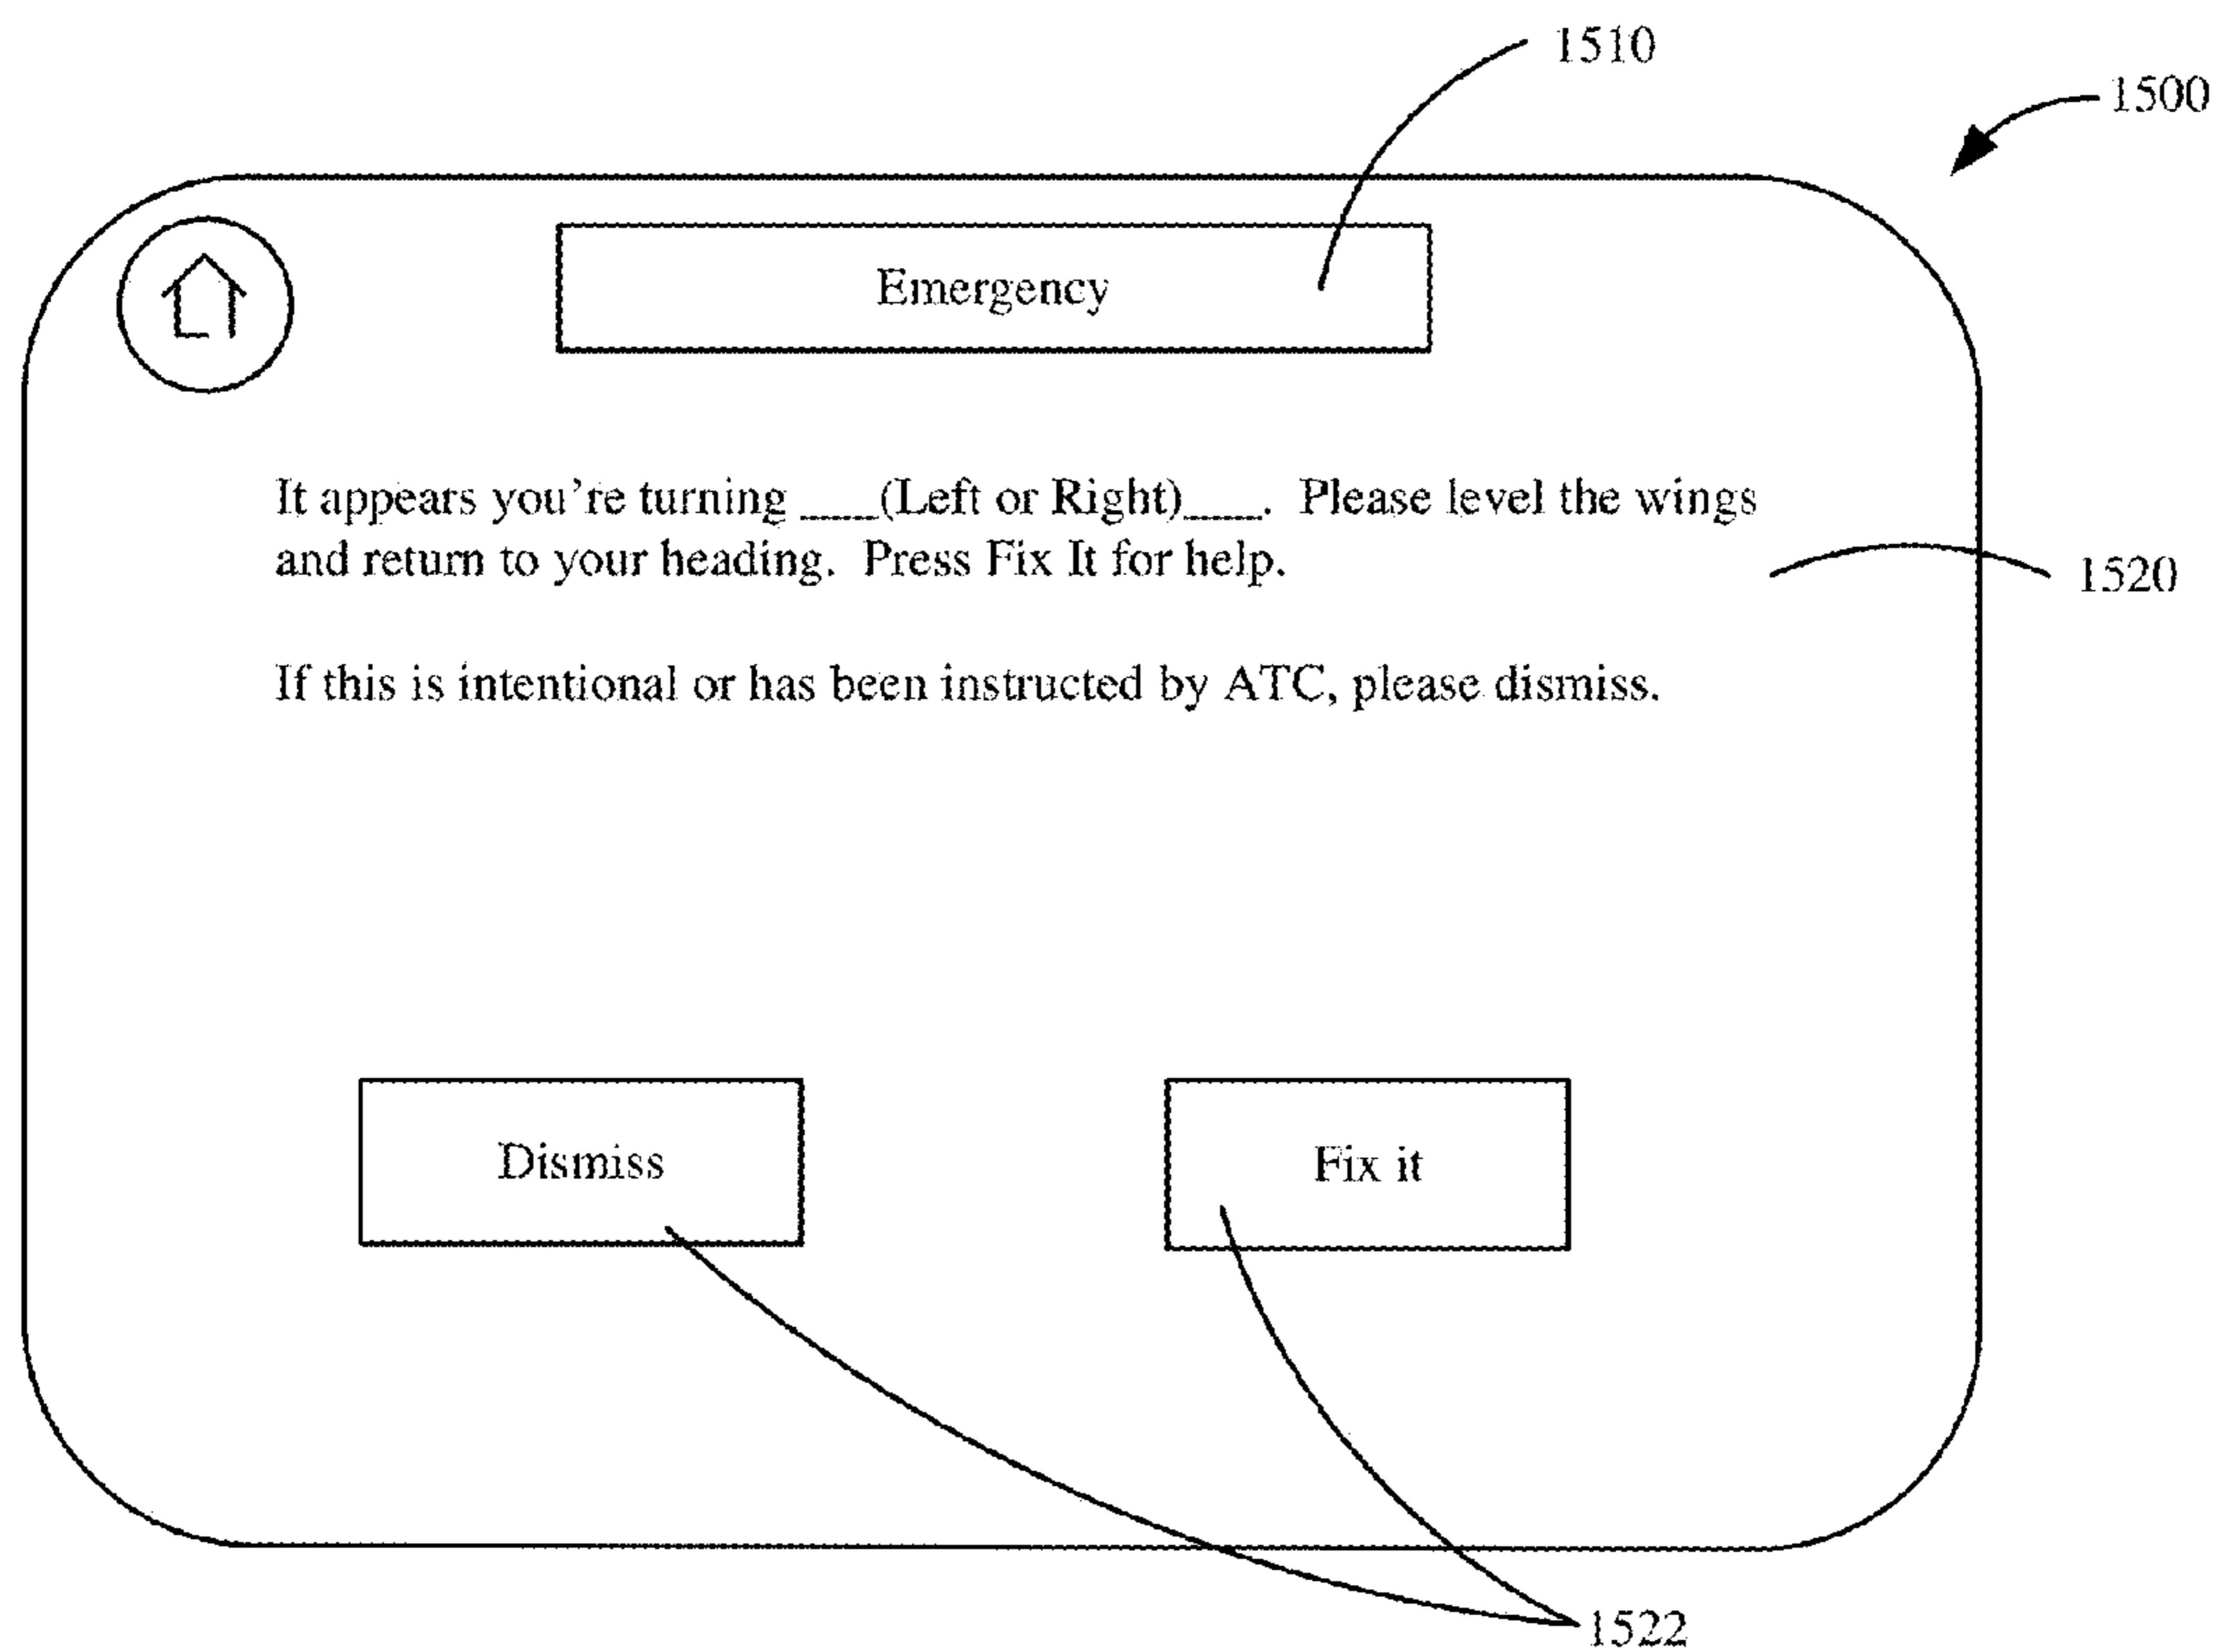 1510
1500
Emergency
It appears you're turning ___(Left or Right)___.  Please level the wings
and return to your heading.  Press Fix It for help.
1520
If this is intentional or has been instructed by ATC, please dismiss.
Dismiss
Fix it
1522